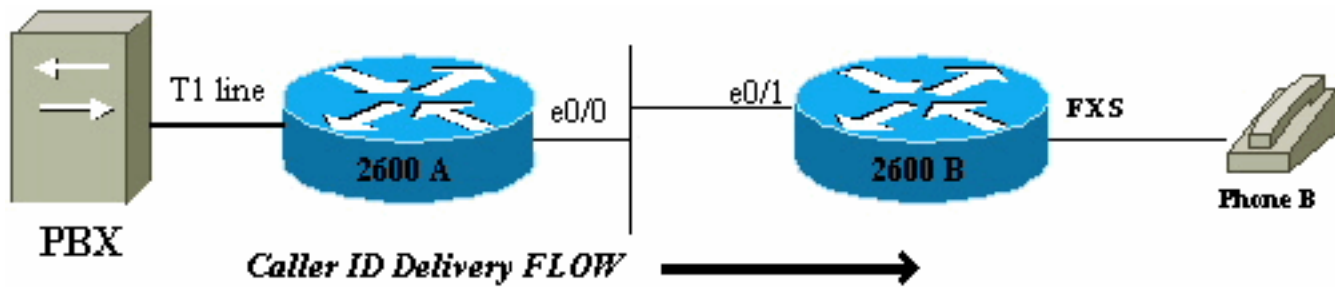 T1 line
e0/0
e0/1
FXS
2600 A
2600 B
Phone B
PBX
Caller ID Delivery FLOW